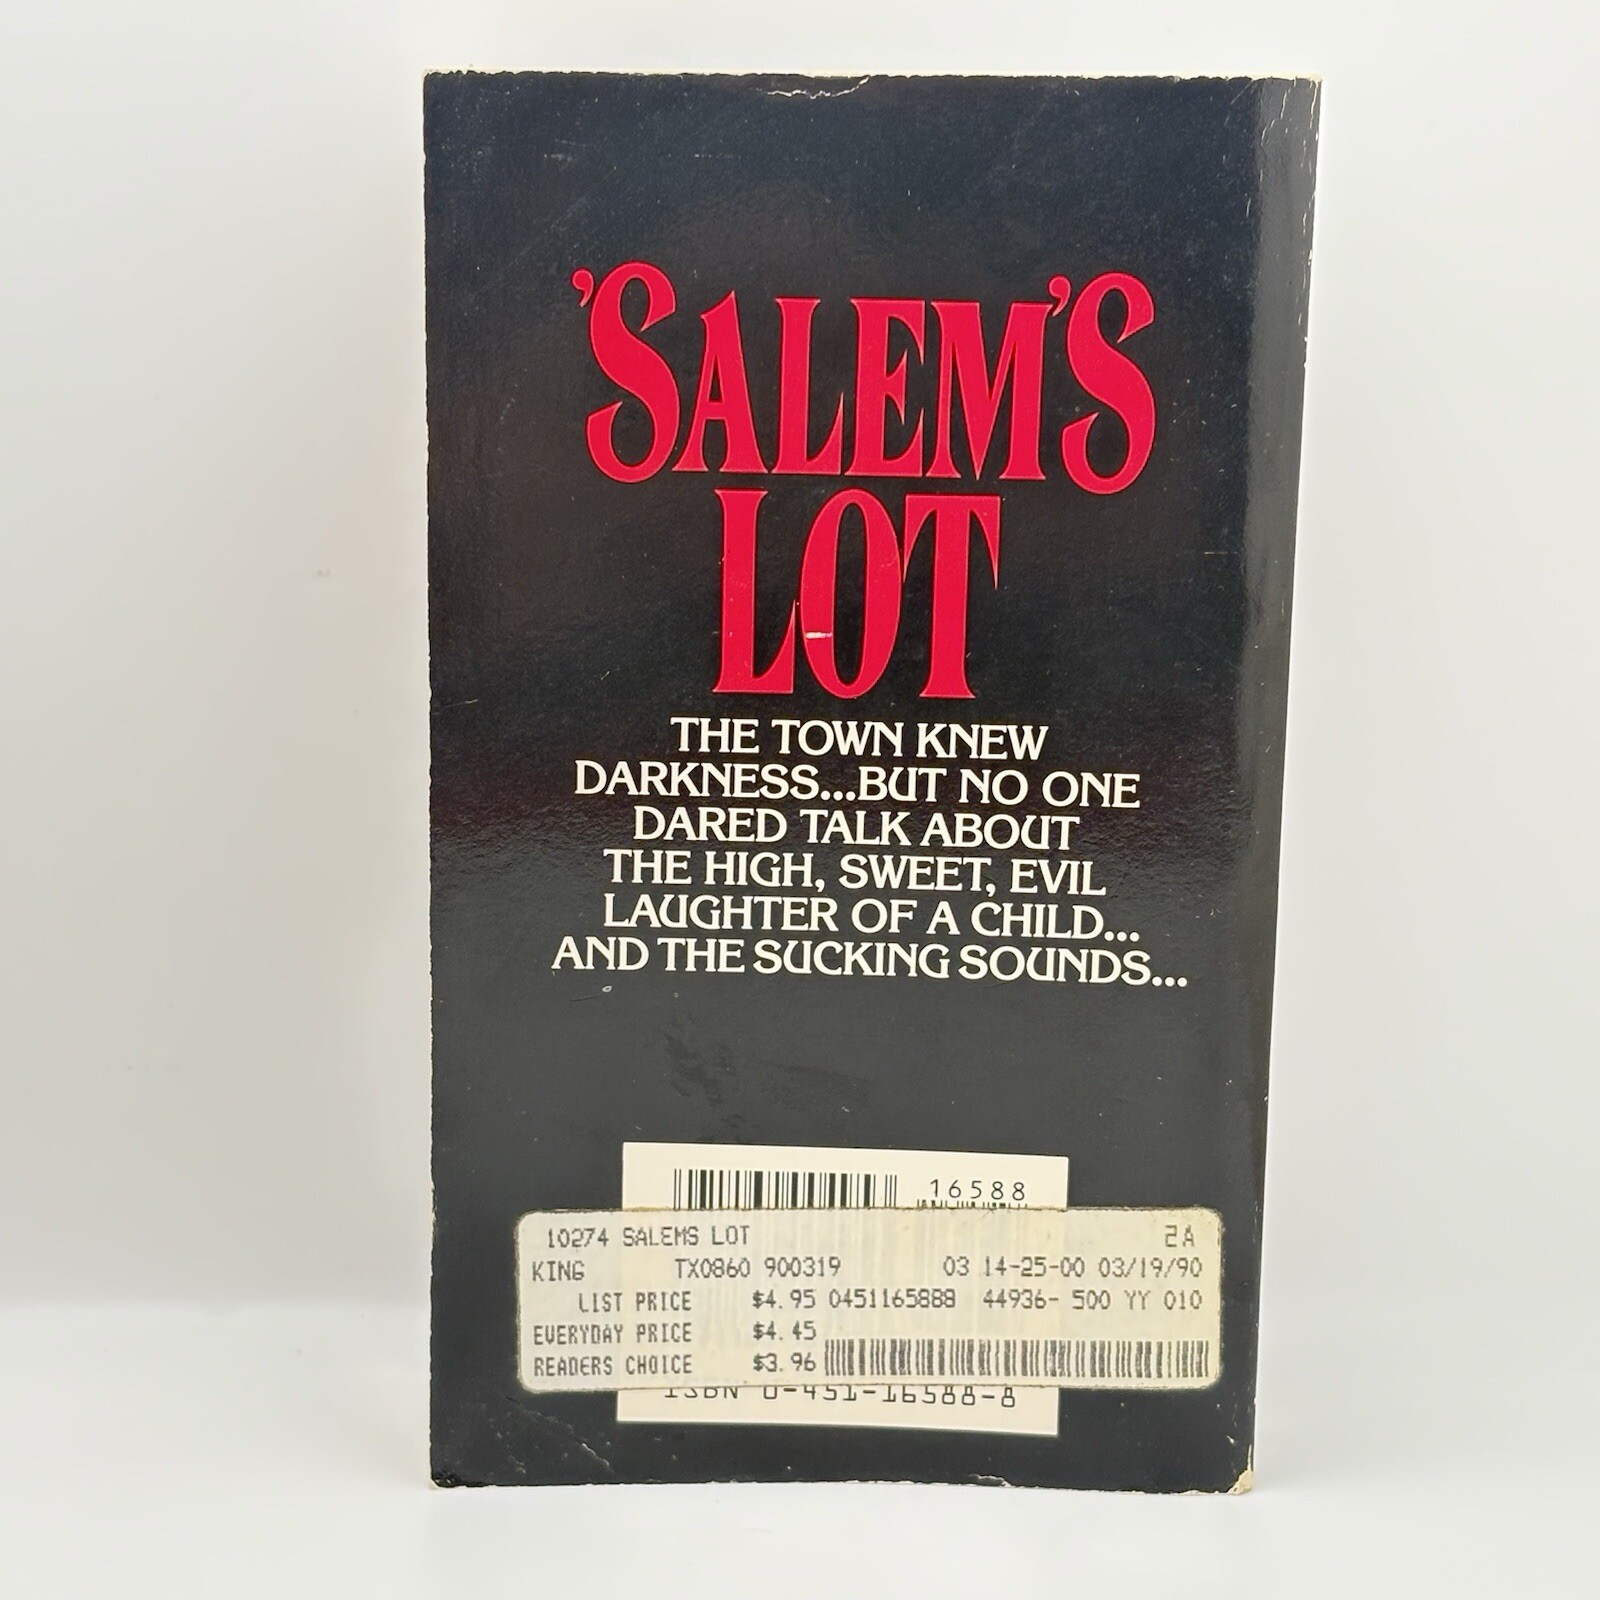 'SALEM'S
LOT
THE TOWN KNEW
DARKNESS...BUT NO ONE
DARED TALK ABOUT
THE HIGH, SWEET, EVIL
LAUGHTER OF A CHILD...
AND THE SUCKING SOUNDS...
16588
10274 SALEMS LOT 2A
KING TX0860 900319 03 14-25-00 03/19/90
LIST PRICE $4.95 0451165888 44936- 500 YY 010
EVERYDAY PRICE $4.45
READERS CHOICE $3.96
ISBN 0-451-16588-8